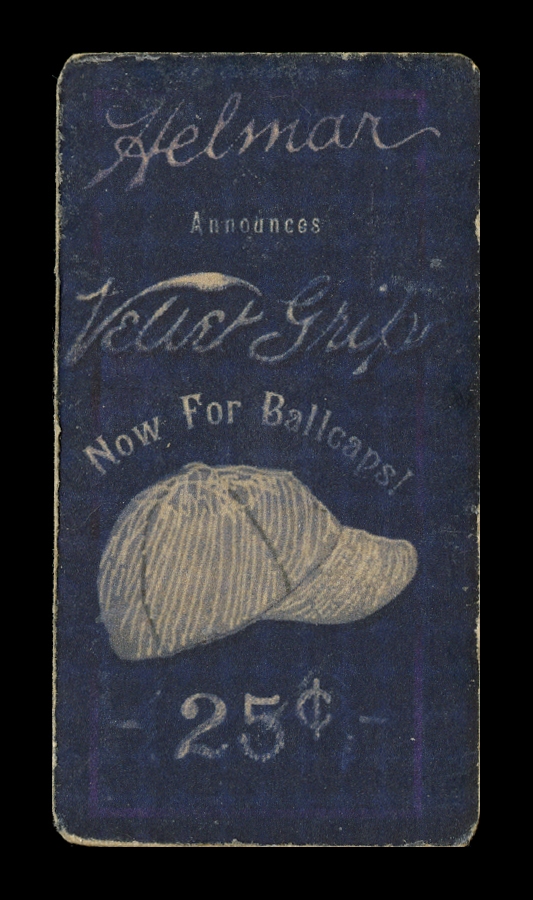 Helmar
Announces
Velvet Grip
Now For Ballcaps!
- 25¢ -